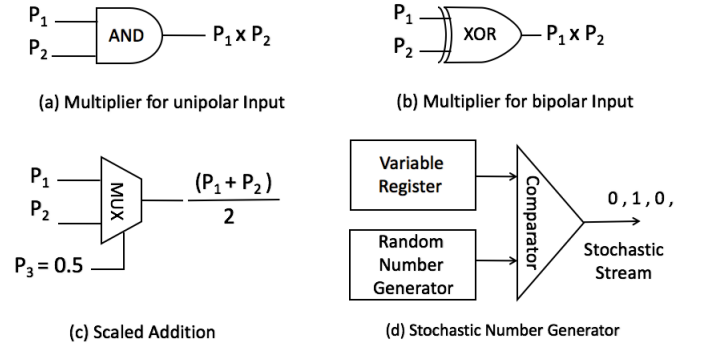 P₁
P₂
AND
P₁ x P₂
(a) Multiplier for unipolar Input
P₁
P₂
XOR
P₁ x P₂
(b) Multiplier for bipolar Input
P₁
P₂
MUX
P₃ = 0.5
(P₁ + P₂)
2
(c) Scaled Addition
Variable
Register
Random
Number
Generator
Comparator
0,1,0,
Stochastic
Stream
(d) Stochastic Number Generator